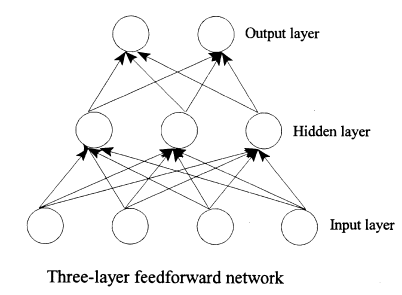 Output layer
Hidden layer
Input layer
Three-layer feedforward network